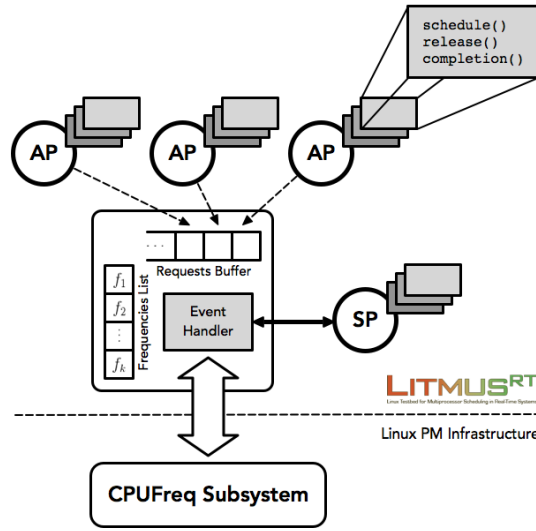 schedule()
release()
completion()
AP
AP
AP
...
Requests Buffer
Frequencies List
f1
f2
⋮
fk
Event
Handler
SP
LITMUSRT
Linux Testbed for Multiprocessor Scheduling in Real-Time Systems
Linux PM Infrastructure
CPUFreq Subsystem